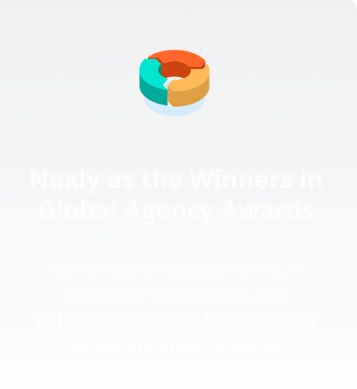 Naxly as the Winners in
Global Agency Awards
commonly used in print and
publishing industries for previewing
layouts and visual mockups